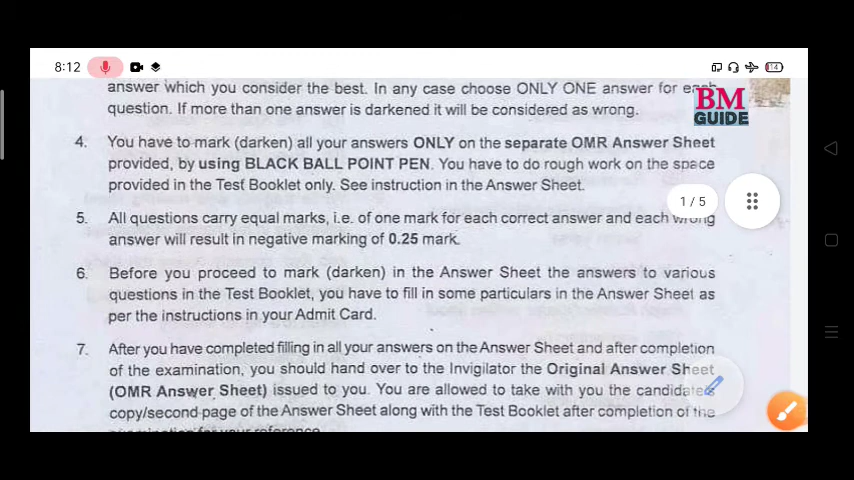 8:12
14
answer which you consider the best. In any case choose ONLY ONE answer for each
question. If more than one answer is darkened it will be considered as wrong.
BM
GUIDE
4. You have to mark (darken) all your answers ONLY on the separate OMR Answer Sheet
provided, by using BLACK BALL POINT PEN. You have to do rough work on the space
provided in the Test Booklet only. See instruction in the Answer Sheet.
1 / 5
5. All questions carry equal marks, i.e. of one mark for each correct answer and each wrong
answer will result in negative marking of 0.25 mark.
6. Before you proceed to mark (darken) in the Answer Sheet the answers to various
questions in the Test Booklet, you have to fill in some particulars in the Answer Sheet as
per the instructions in your Admit Card.
7. After you have completed filling in all your answers on the Answer Sheet and after completion
of the examination, you should hand over to the Invigilator the Original Answer Sheet
(OMR Answer Sheet) issued to you. You are allowed to take with you the candidate's
copy/second page of the Answer Sheet along with the Test Booklet after completion of the
examination for your reference.